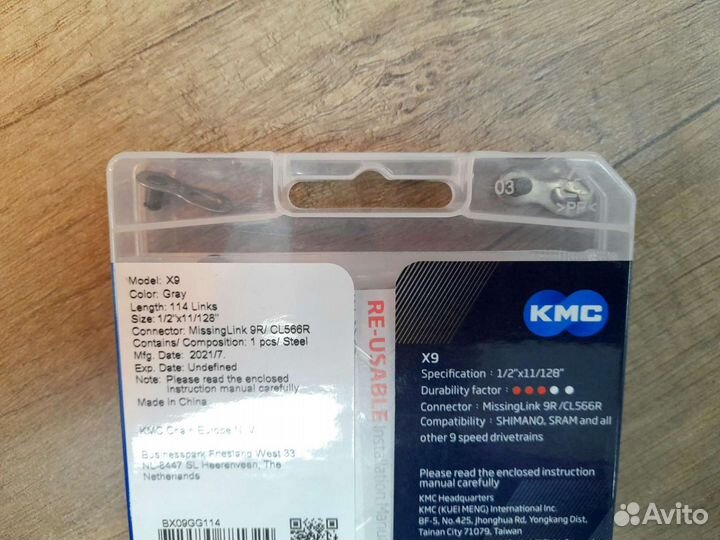 03
>PP<
Model: X9
Color: Gray
Length: 114 Links
Size: 1/2"x11/128"
Connector: MissingLink 9R/ CL566R
Contains/ Composition: 1 pcs/ Steel
Mfg. Date: 2021/7.
Exp. Date: Undefined
Note: Please read the enclosed
instruction manual carefully
Made in China
KMC Chain Europe N.V.
Businesspark Friesland West 33
NL-8447 SL Heerenveen, The
Netherlands
BX09GG114
RE-USABLE Installation Manu
KMC
X9
Specification : 1/2"x11/128"
Durability factor :
Connector : MissingLink 9R /CL566R
Compatibility : SHIMANO, SRAM and all
other 9 speed drivetrains
Please read the enclosed instruction
manual carefully
KMC Headquarters
KMC (KUEI MENG) International Inc.
BF-5, No.425, Jhonghua Rd, Yongkang Dist,
Tainan City 71079, Taiwan
Avito